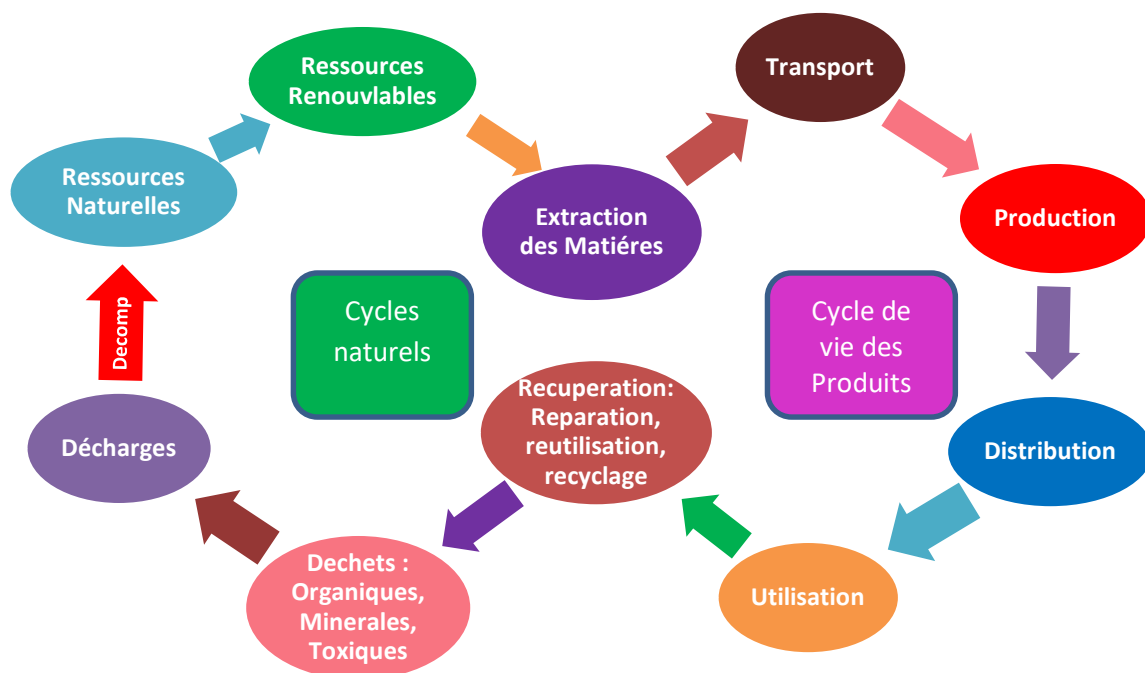 Ressources
Renouvlables
Transport
Ressources
Naturelles
Extraction
des Matiéres
Production
Cycles
naturels
Cycle de
vie des
Produits
Decomp
Recuperation:
Reparation,
reutilisation,
recyclage
Décharges
Distribution
Dechets :
Organiques,
Minerales,
Toxiques
Utilisation